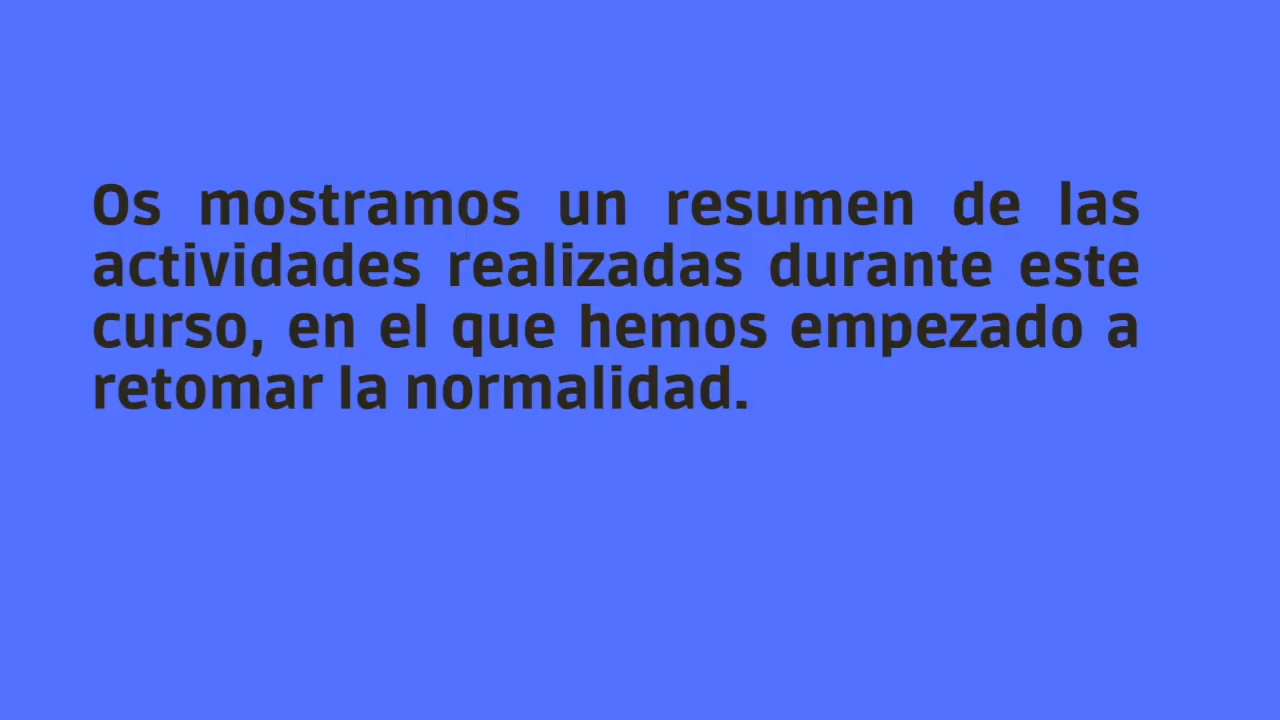 Os mostramos un resumen de las
actividades realizadas durante este
curso, en el que hemos empezado a
retomar la normalidad.